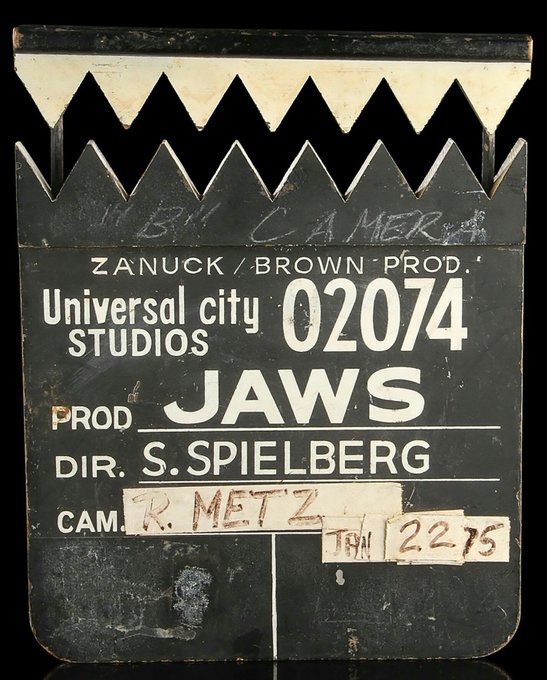 "B" CAMERA
ZANUCK / BROWN PROD.
Universal city 02074
STUDIOS
PROD JAWS
DIR. S. SPIELBERG
CAM. R. METZ
JAN 22 75